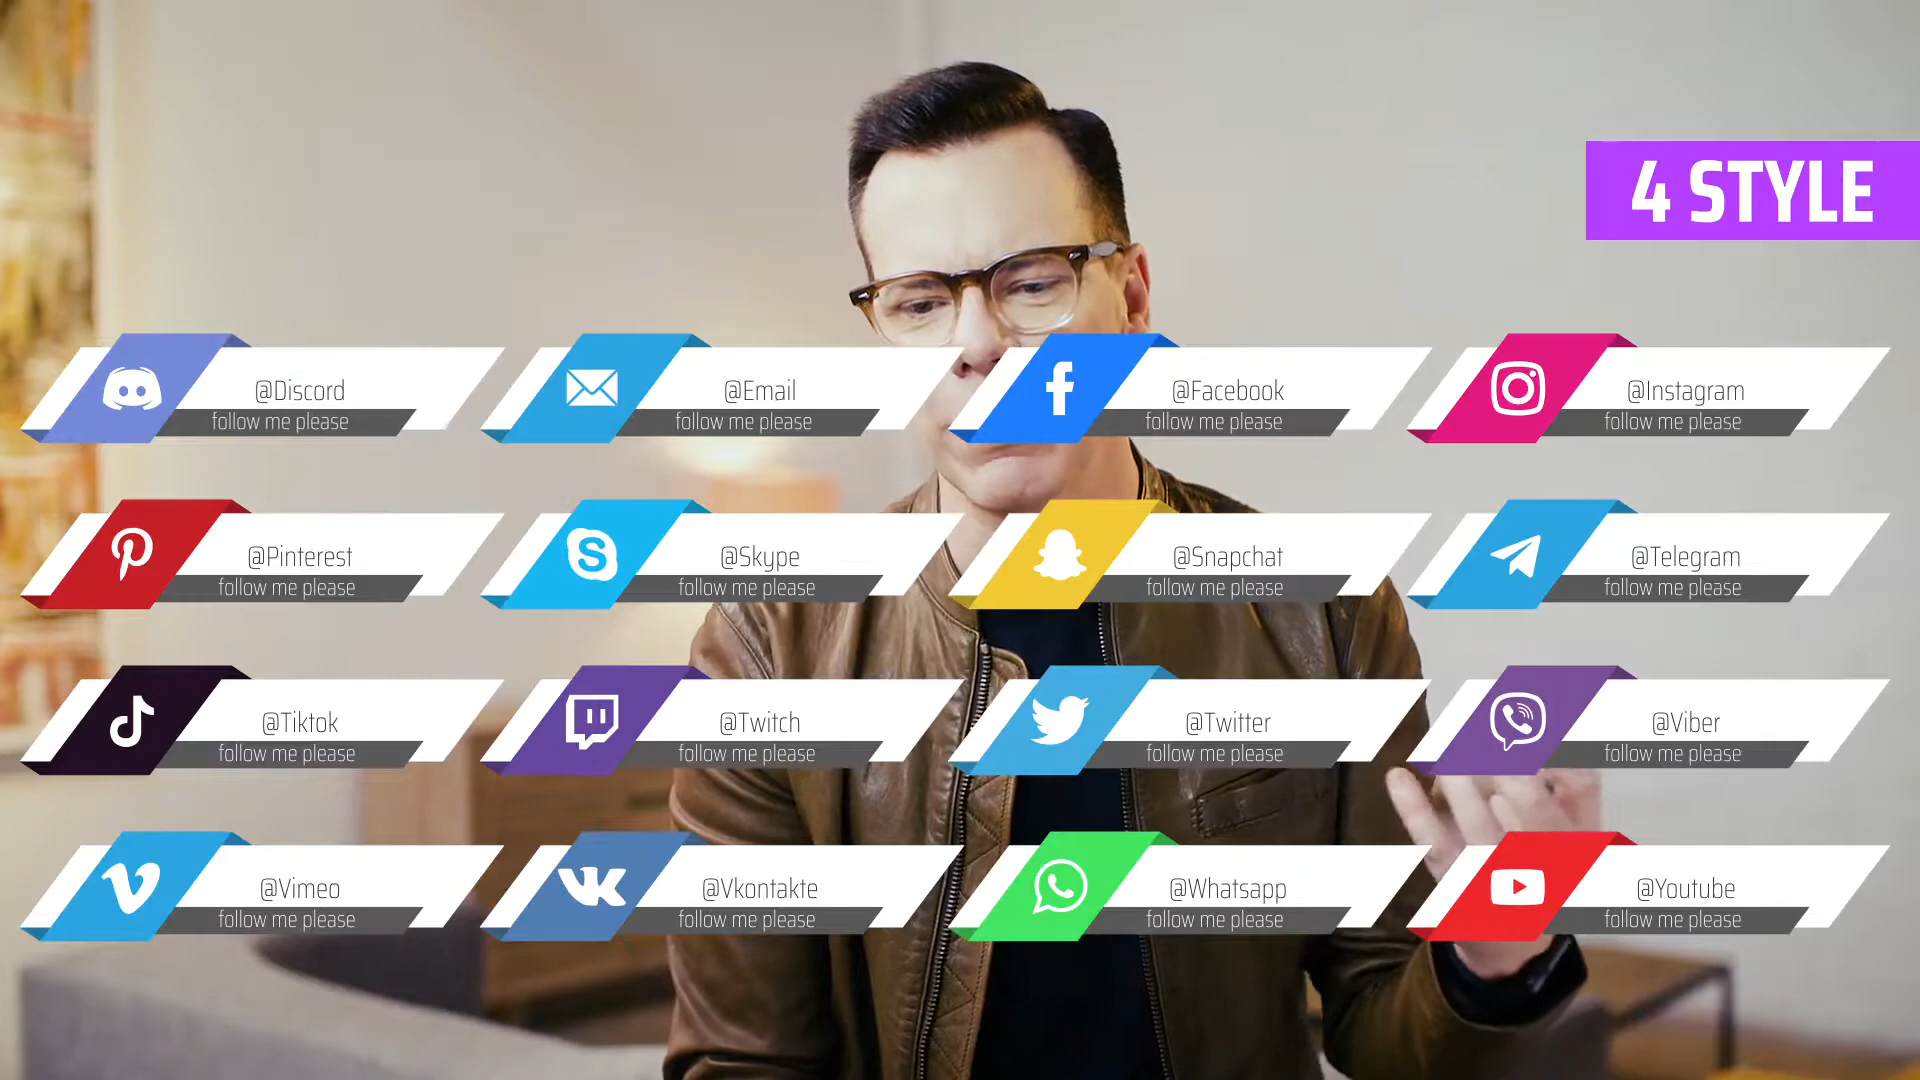 4 STYLE
@Discord
follow me please
@Email
follow me please
@Facebook
follow me please
@Instagram
follow me please
@Pinterest
follow me please
@Skype
follow me please
@Snapchat
follow me please
@Telegram
follow me please
@Tiktok
follow me please
@Twitch
follow me please
@Twitter
follow me please
@Viber
follow me please
@Vimeo
follow me please
@Vkontakte
follow me please
@Whatsapp
follow me please
@Youtube
follow me please